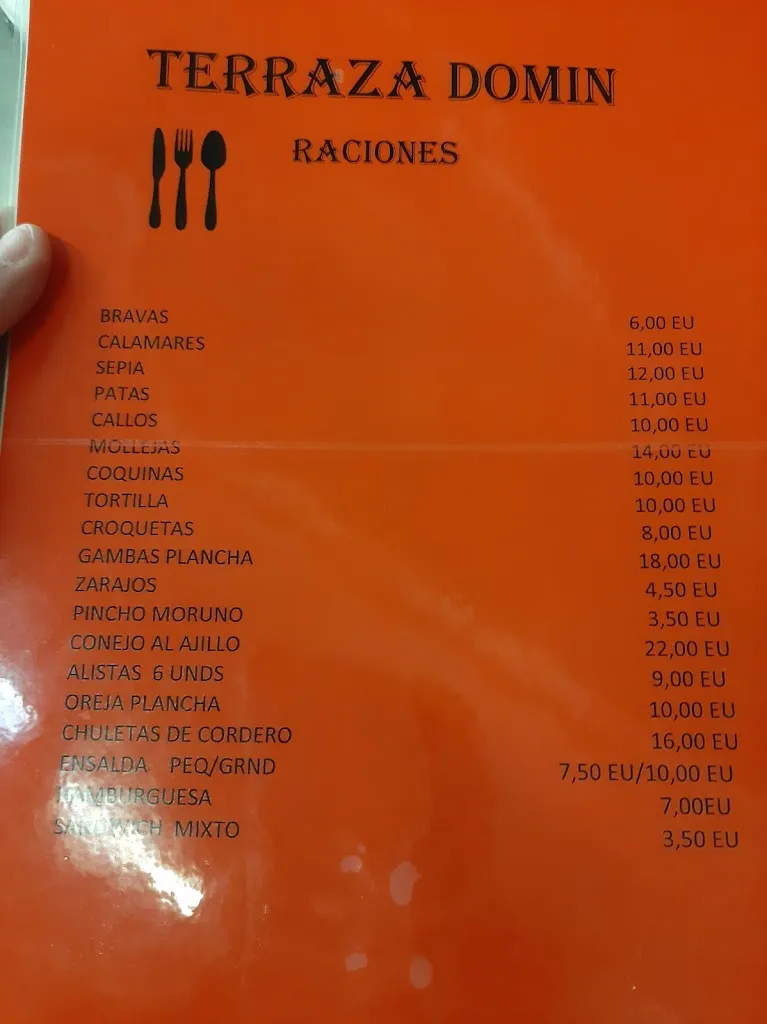 TERRAZA DOMIN
RACIONES
BRAVAS 6,00 EU
CALAMARES 11,00 EU
SEPIA 12,00 EU
PATAS 11,00 EU
CALLOS 10,00 EU
MOLLEJAS 14,00 EU
COQUINAS 10,00 EU
TORTILLA 10,00 EU
CROQUETAS 8,00 EU
GAMBAS PLANCHA 18,00 EU
ZARAJOS 4,50 EU
PINCHO MORUNO 3,50 EU
CONEJO AL AJILLO 22,00 EU
ALISTAS 6 UNDS 9,00 EU
OREJA PLANCHA 10,00 EU
CHULETAS DE CORDERO 16,00 EU
ENSALDA PEQ/GRND 7,50 EU/10,00 EU
HAMBURGUESA 7,00EU
SANDWICH MIXTO 3,50 EU